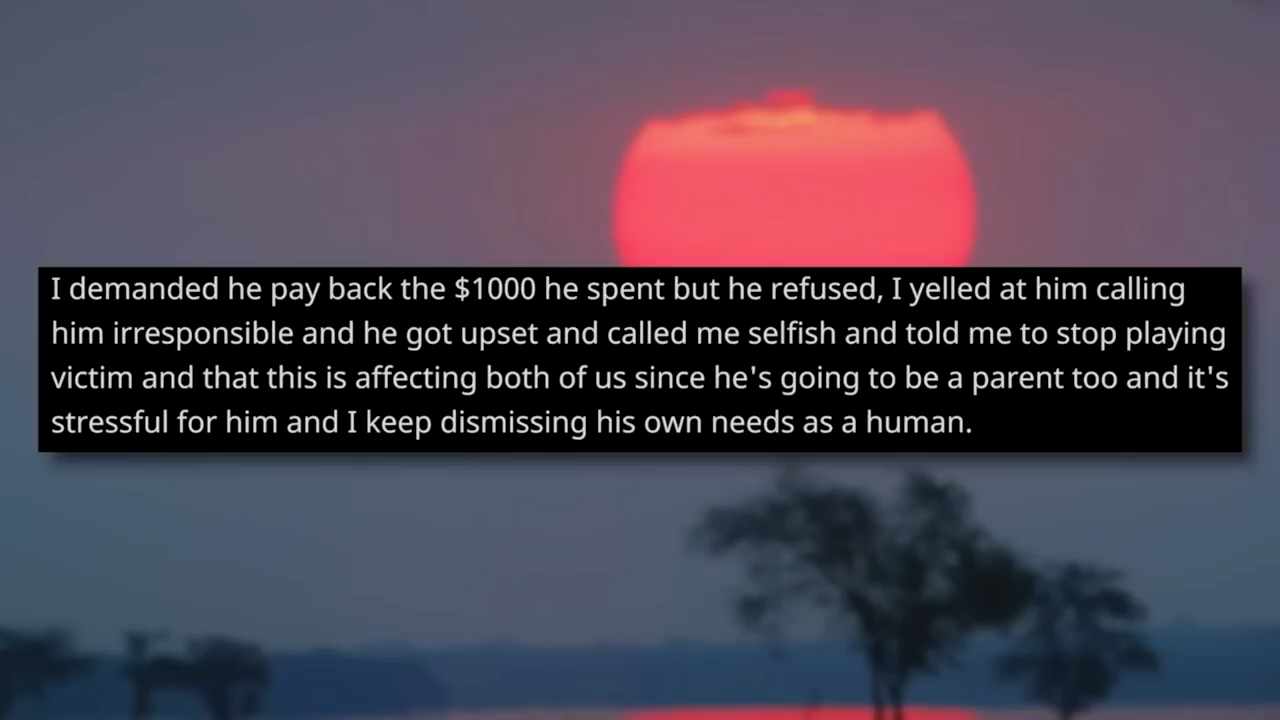 I demanded he pay back the $1000 he spent but he refused, I yelled at him calling
him irresponsible and he got upset and called me selfish and told me to stop playing
victim and that this is affecting both of us since he's going to be a parent too and it's
stressful for him and I keep dismissing his own needs as a human.